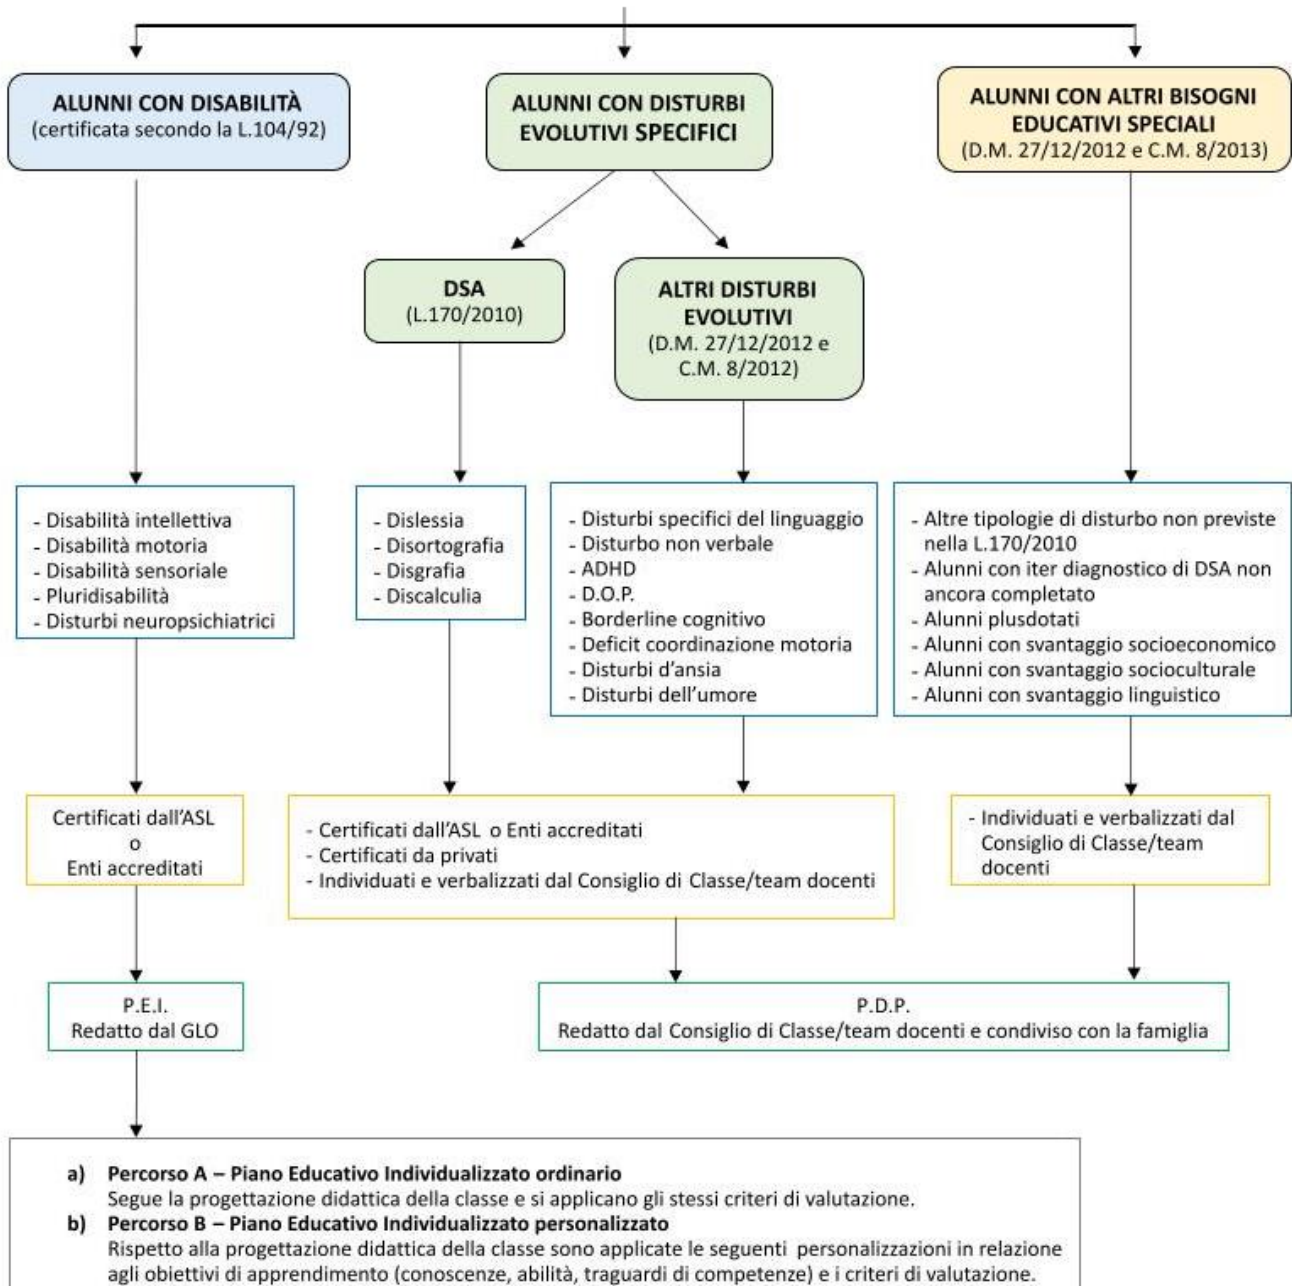 ALUNNI CON DISABILITÀ
(certificata secondo la L.104/92)
ALUNNI CON DISTURBI
EVOLUTIVI SPECIFICI
ALUNNI CON ALTRI BISOGNI
EDUCATIVI SPECIALI
(D.M. 27/12/2012 e C.M. 8/2013)
DSA
(L.170/2010)
ALTRI DISTURBI
EVOLUTIVI
(D.M. 27/12/2012 e
C.M. 8/2012)
- Disabilità intellettiva
- Disabilità motoria
- Disabilità sensoriale
- Pluridisabilità
- Disturbi neuropsichiatrici
- Dislessia
- Disortografia
- Disgrafia
- Discalculia
- Disturbi specifici del linguaggio
- Disturbo non verbale
- ADHD
- D.O.P.
- Borderline cognitivo
- Deficit coordinazione motoria
- Disturbi d'ansia
- Disturbi dell'umore
- Altre tipologie di disturbo non previste
nella L.170/2010
- Alunni con iter diagnostico di DSA non
ancora completato
- Alunni plusdotati
- Alunni con svantaggio socioeconomico
- Alunni con svantaggio socioculturale
- Alunni con svantaggio linguistico
Certificati dall'ASL
o
Enti accreditati
- Certificati dall'ASL o Enti accreditati
- Certificati da privati
- Individuati e verbalizzati dal Consiglio di Classe/team docenti
- Individuati e verbalizzati dal
Consiglio di Classe/team
docenti
P.E.I.
Redatto dal GLO
P.D.P.
Redatto dal Consiglio di Classe/team docenti e condiviso con la famiglia
a) Percorso A – Piano Educativo Individualizzato ordinario
Segue la progettazione didattica della classe e si applicano gli stessi criteri di valutazione.
b) Percorso B – Piano Educativo Individualizzato personalizzato
Rispetto alla progettazione didattica della classe sono applicate le seguenti personalizzazioni in relazione
agli obiettivi di apprendimento (conoscenze, abilità, traguardi di competenze) e i criteri di valutazione.